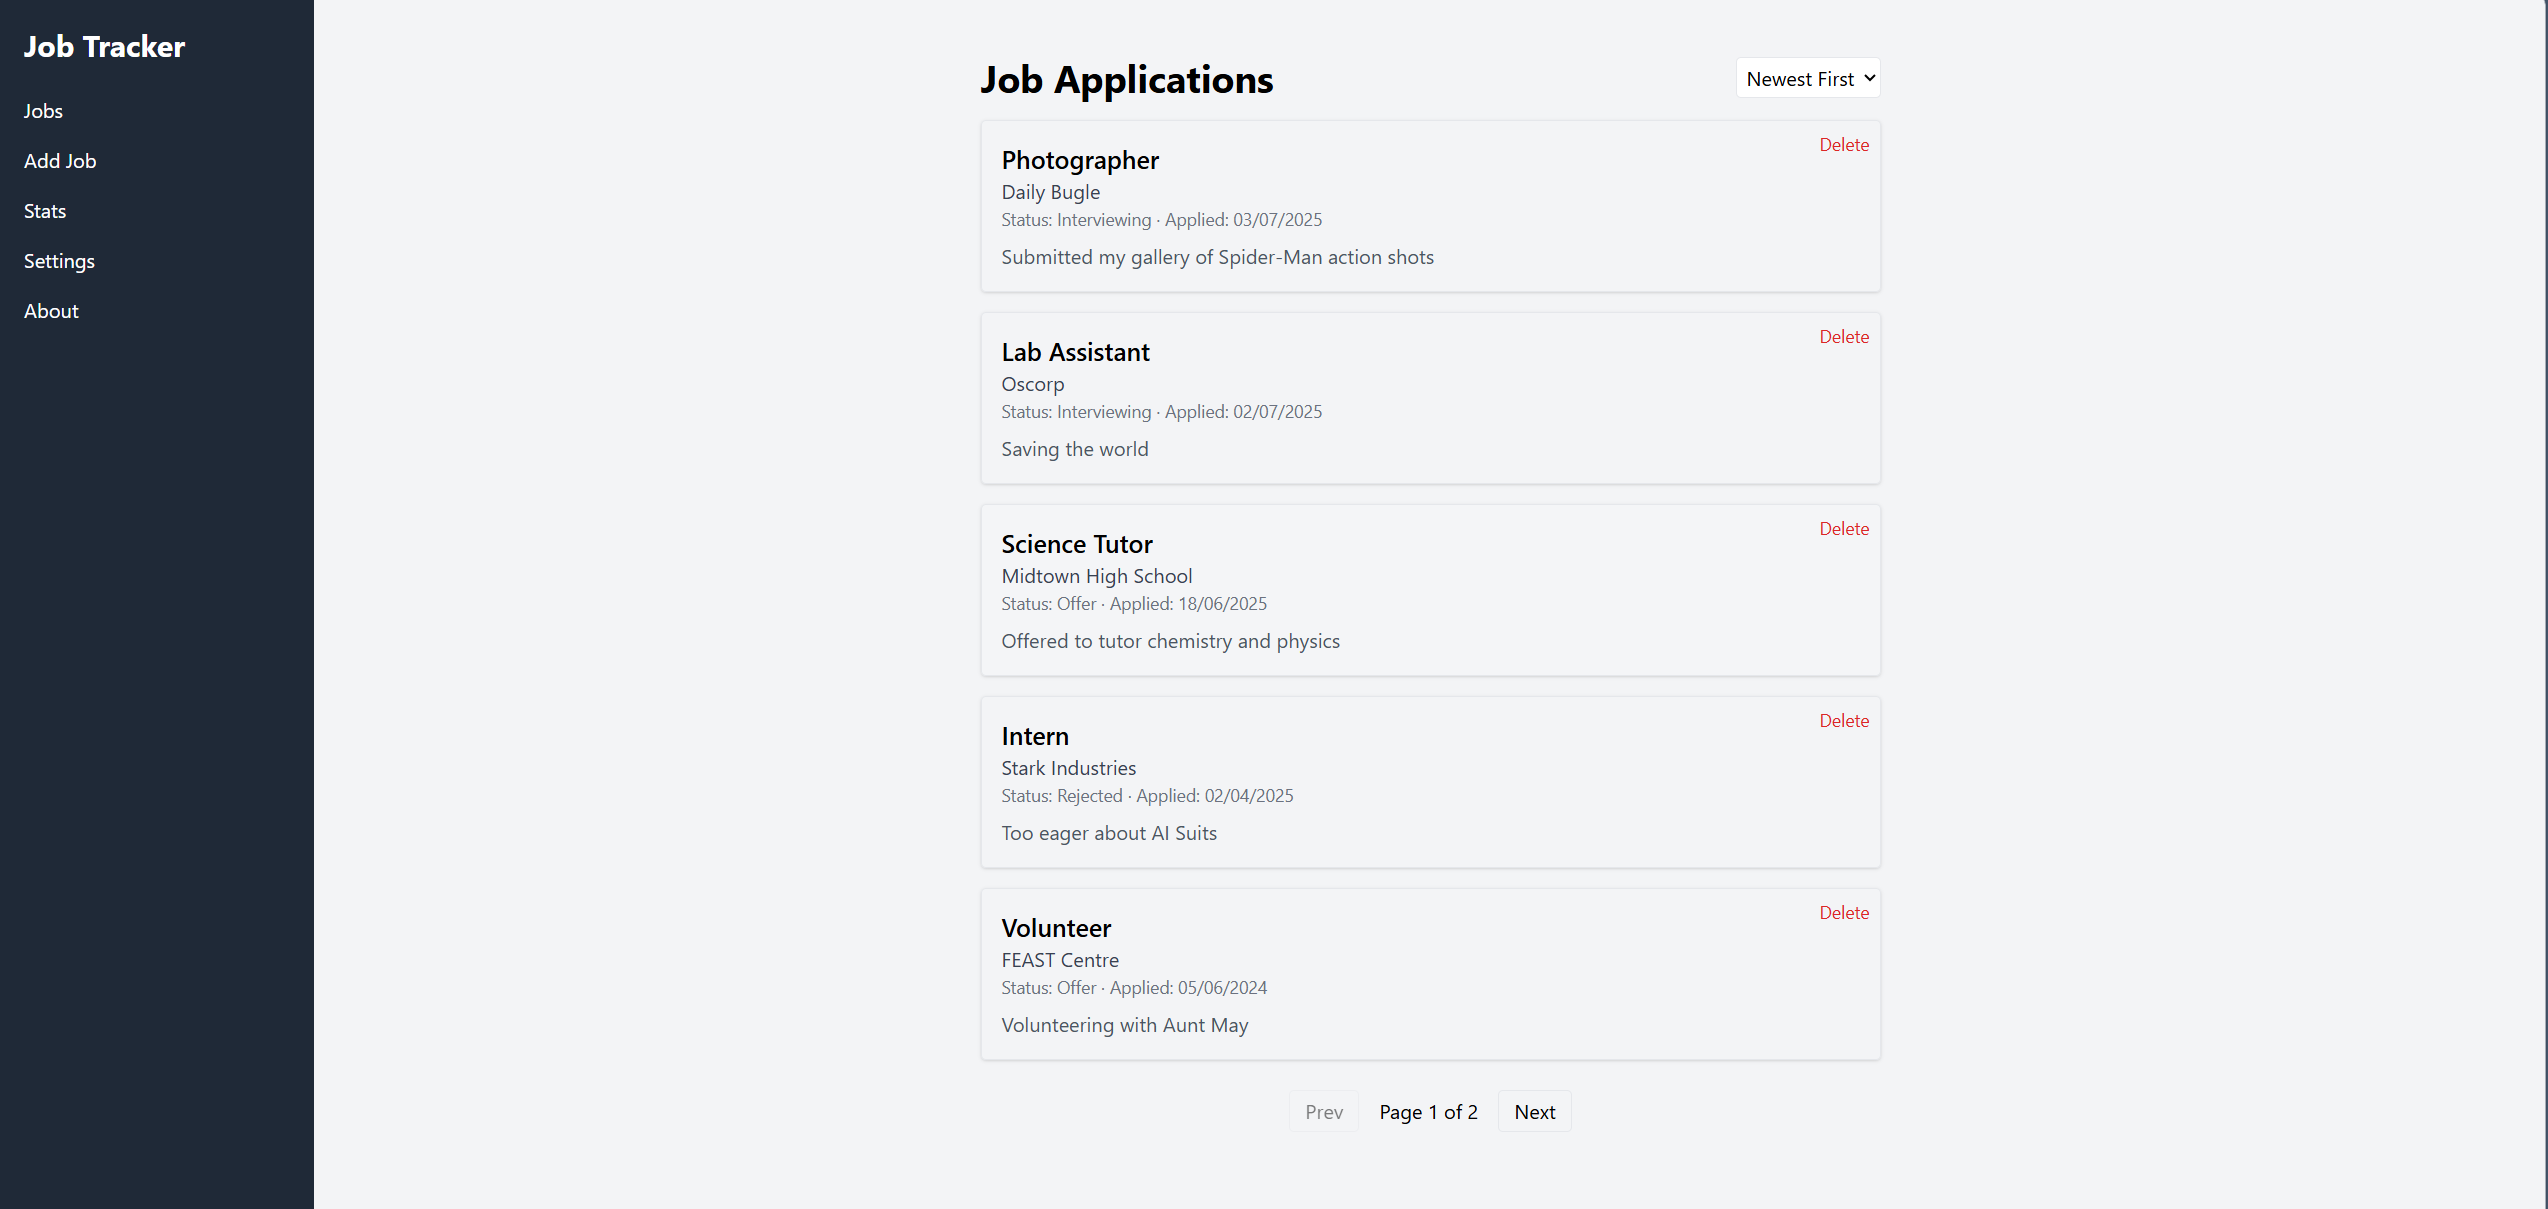 Job Tracker
Jobs
Add Job
Stats
Settings
About
Job Applications
Newest First
Delete
Photographer
Daily Bugle
Status: Interviewing · Applied: 03/07/2025
Submitted my gallery of Spider-Man action shots
Delete
Lab Assistant
Oscorp
Status: Interviewing · Applied: 02/07/2025
Saving the world
Delete
Science Tutor
Midtown High School
Status: Offer · Applied: 18/06/2025
Offered to tutor chemistry and physics
Delete
Intern
Stark Industries
Status: Rejected · Applied: 02/04/2025
Too eager about AI Suits
Delete
Volunteer
FEAST Centre
Status: Offer · Applied: 05/06/2024
Volunteering with Aunt May
Prev Page 1 of 2 Next